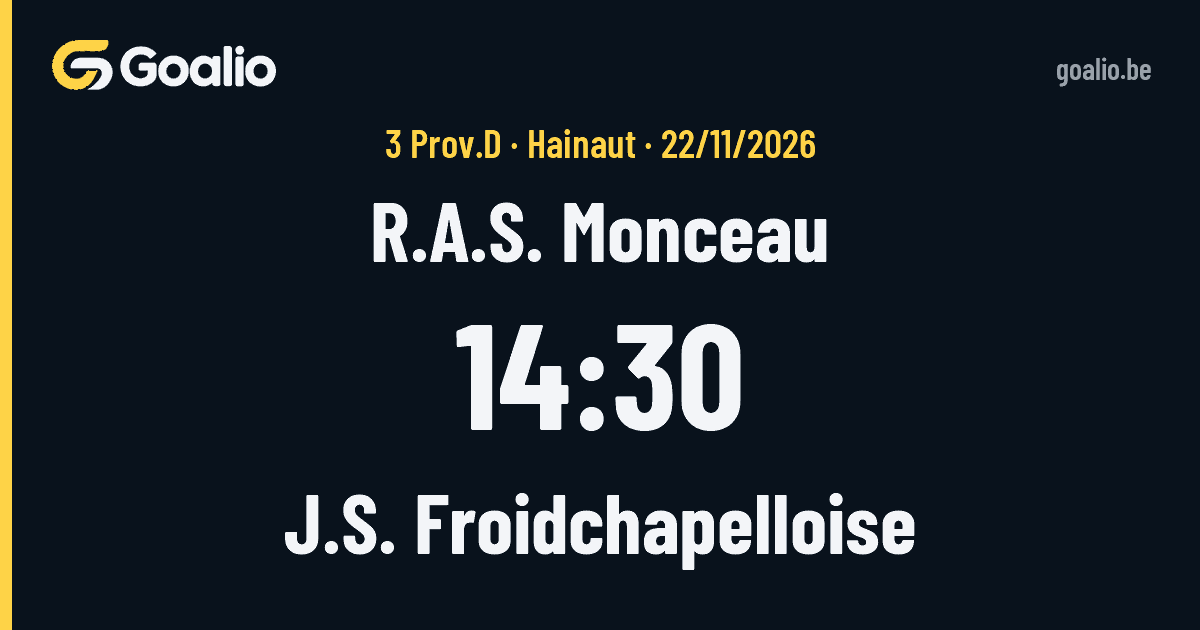 Goalio
goalio.be
3 Prov.D · Hainaut · 22/11/2026
R.A.S. Monceau
14:30
J.S. Froidchapelloise